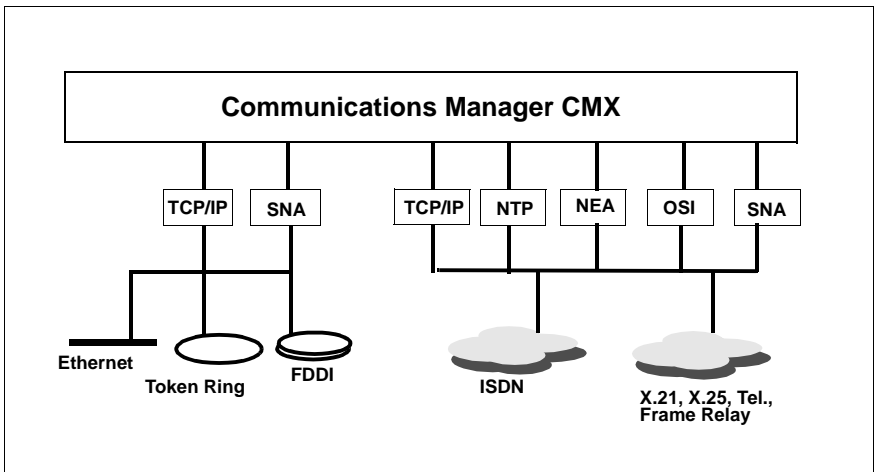 Communications Manager CMX
TCP/IP
SNA
TCP/IP
NTP
NEA
OSI
SNA
Ethernet
Token Ring
FDDI
ISDN
X.21, X.25, Tel.,
Frame Relay